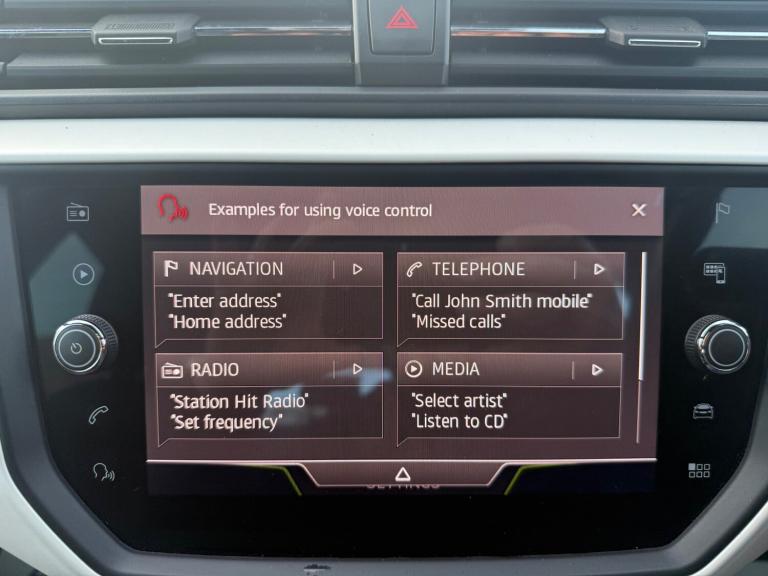 Examples for using voice control
NAVIGATION
"Enter address"
"Home address"
TELEPHONE
"Call John Smith mobile"
"Missed calls"
RADIO
"Station Hit Radio"
"Set frequency"
MEDIA
"Select artist"
"Listen to CD"
SETTINGS